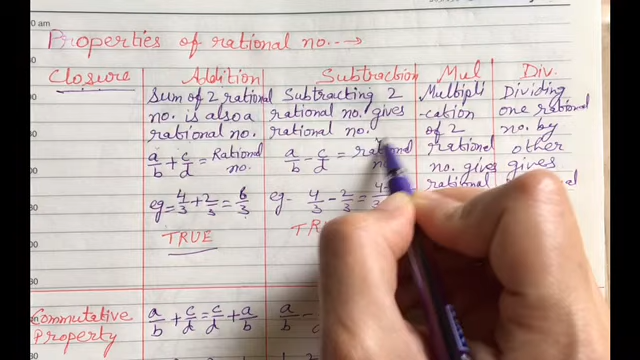 Properties of rational no. →
Closure Addition Subtraction Mul Div.
Sum of 2 rational no. is also a rational no.
a/b + c/d = Rational no.
eg = 4/3 + 2/3 = 6/3
TRUE
Subtracting 2 rational no. gives rational no.
a/b - c/d = rational
eg - 4/3 - 2/3 =
Multipli
-cation
of 2
rational
no. gives
rational
Dividing
one rational
no. by
other
gives
Commutative
Property
a/b + c/d = c/d + a/b
a/b -